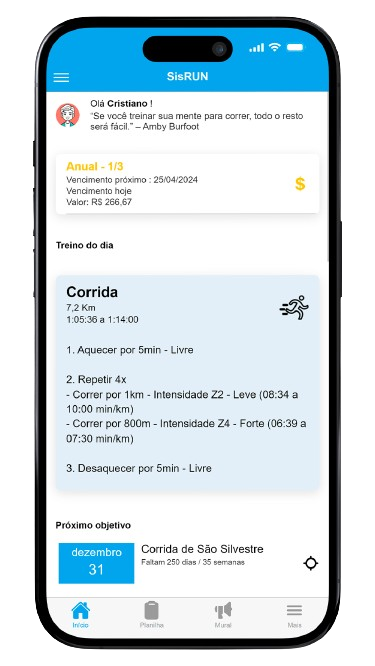 SisRUN
Olá Cristiano !
“Se você treinar sua mente para correr, todo o resto
será fácil.” – Amby Burfoot
Anual - 1/3
Vencimento próximo : 25/04/2024
Vencimento hoje
Valor: R$ 266,67
$
Treino do dia
Corrida
7,2 Km
1:05:36 a 1:14:00
1. Aquecer por 5min - Livre
2. Repetir 4x
- Correr por 1km - Intensidade Z2 - Leve (08:34 a
10:00 min/km)
- Correr por 800m - Intensidade Z4 - Forte (06:39 a
07:30 min/km)
3. Desaquecer por 5min - Livre
Próximo objetivo
dezembro
31
Corrida de São Silvestre
Faltam 250 dias / 35 semanas
Início
Planilha
Mural
Mais